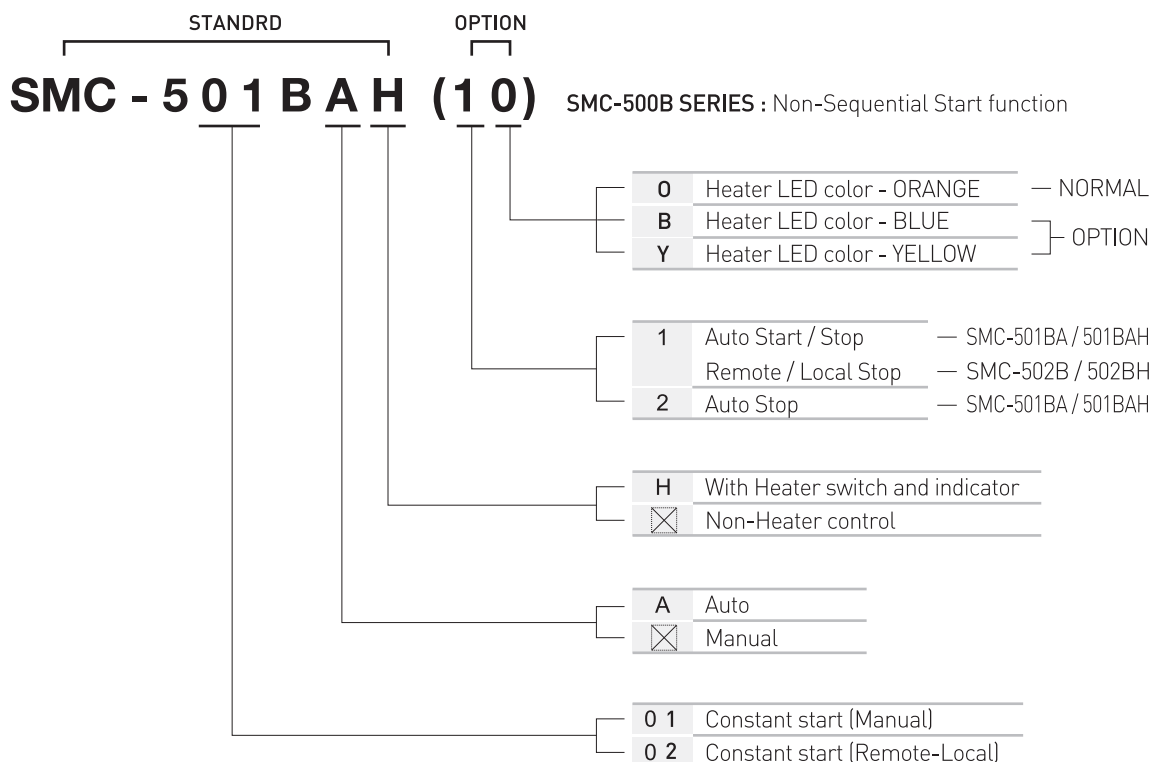 STANDRD OPTION
SMC - 5 0 1 B A H (1 0) SMC-500B SERIES : Non-Sequential Start function
0 Heater LED color - ORANGE — NORMAL
B Heater LED color - BLUE
OPTION
Y Heater LED color - YELLOW
1 Auto Start / Stop — SMC-501BA / 501BAH
Remote / Local Stop — SMC-502B / 502BH
2 Auto Stop — SMC-501BA / 501BAH
H With Heater switch and indicator
Non-Heater control
A Auto
Manual
0 1 Constant start (Manual)
0 2 Constant start (Remote-Local)